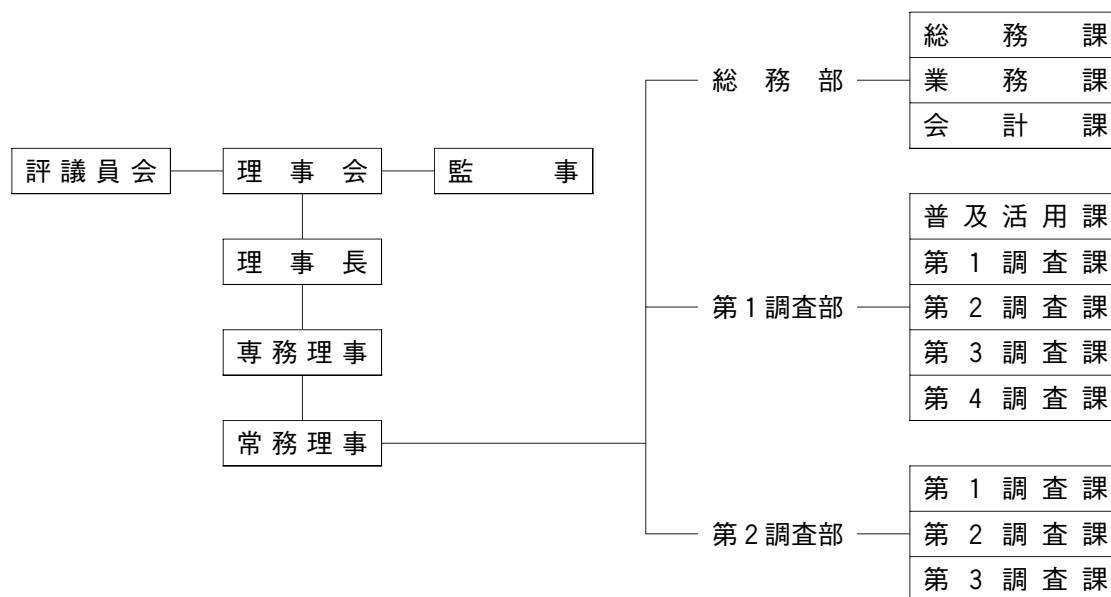 評議員会
理事会
監事
理事長
専務理事
常務理事
総務部
総務課
業務課
会計課
第1調査部
普及活用課
第1調査課
第2調査課
第3調査課
第4調査課
第2調査部
第1調査課
第2調査課
第3調査課